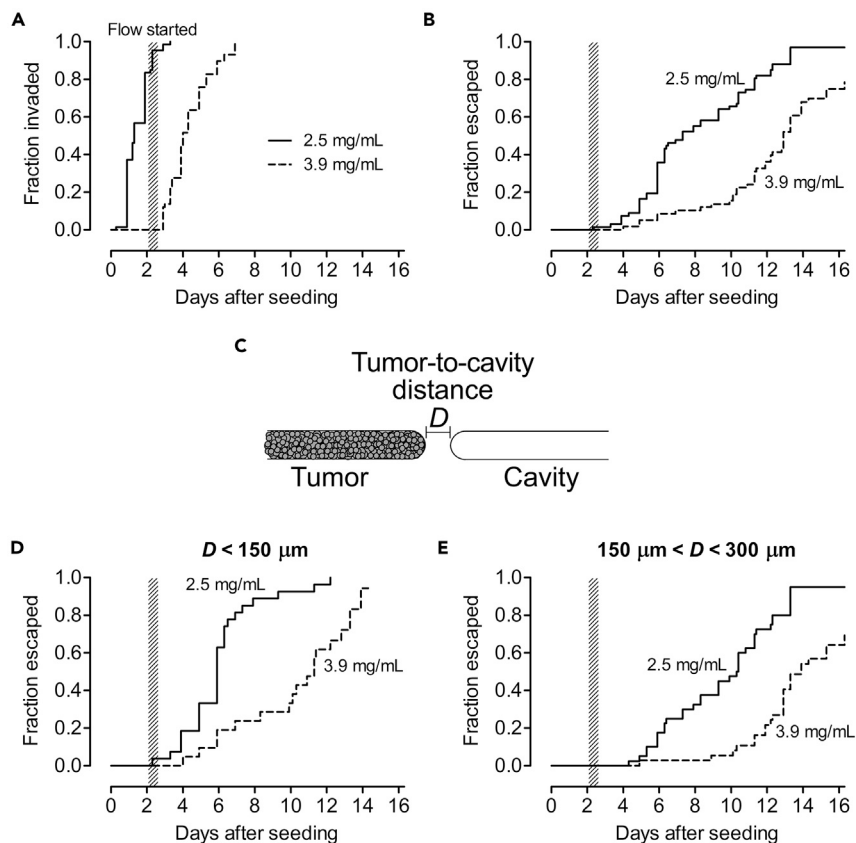 A
Flow started
Fraction invaded
1.0
0.8
0.6
0.4
0.2
0.0
2.5 mg/mL
3.9 mg/mL
0 2 4 6 8 10 12 14 16
Days after seeding
B
Fraction escaped
1.0
0.8
0.6
0.4
0.2
0.0
2.5 mg/mL
3.9 mg/mL
0 2 4 6 8 10 12 14 16
Days after seeding
C
Tumor-to-cavity
distance
D
Tumor Cavity
D
D < 150 μm
Fraction escaped
1.0
0.8
0.6
0.4
0.2
0.0
2.5 mg/mL
3.9 mg/mL
0 2 4 6 8 10 12 14 16
Days after seeding
E
150 μm < D < 300 μm
Fraction escaped
1.0
0.8
0.6
0.4
0.2
0.0
2.5 mg/mL
3.9 mg/mL
0 2 4 6 8 10 12 14 16
Days after seeding